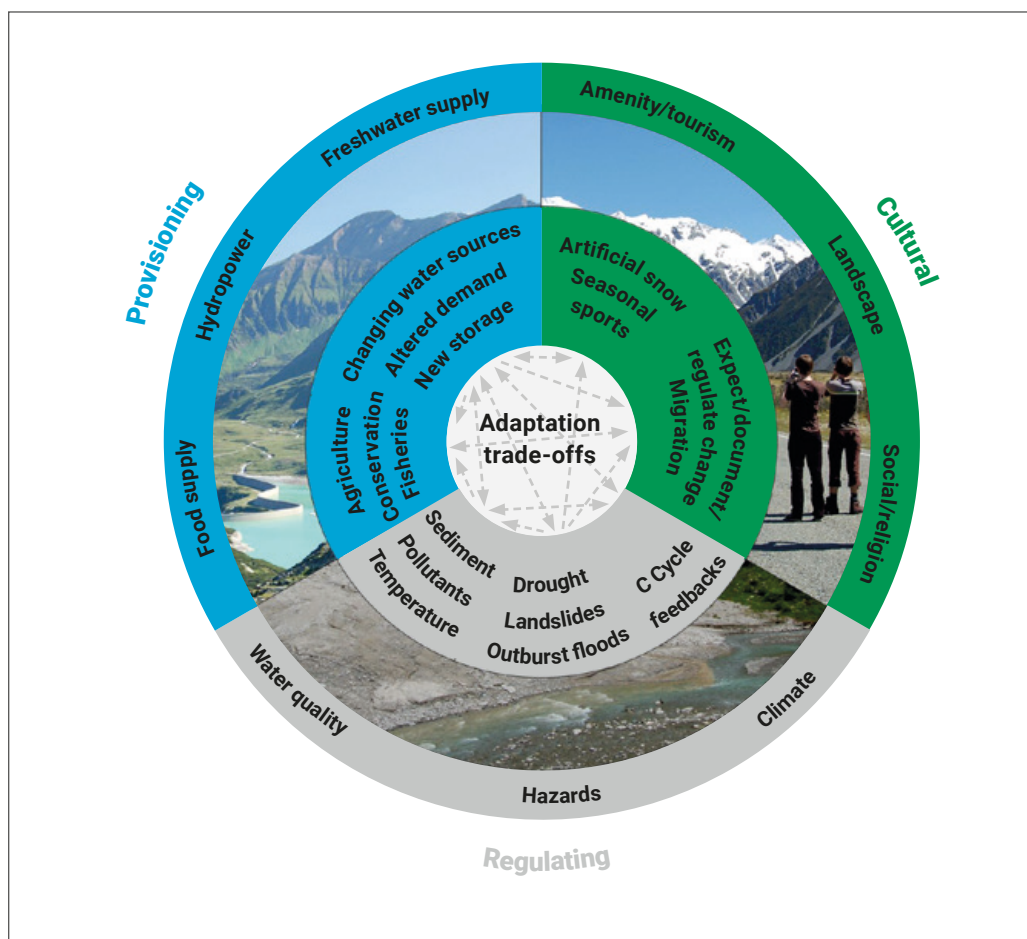 Provisioning
Freshwater supply
Hydropower
Food supply
Changing water sources
Altered demand
New storage
Agriculture
Conservation
Fisheries
Cultural
Amenity/tourism
Landscape
Social/religion
Artificial snow
Seasonal
sports
Expect/document/
regulate change
Migration
Adaptation
trade-offs
Sediment
Pollutants
Temperature
Drought
Landslides
Outburst floods
C Cycle
feedbacks
Water quality
Hazards
Climate
Regulating